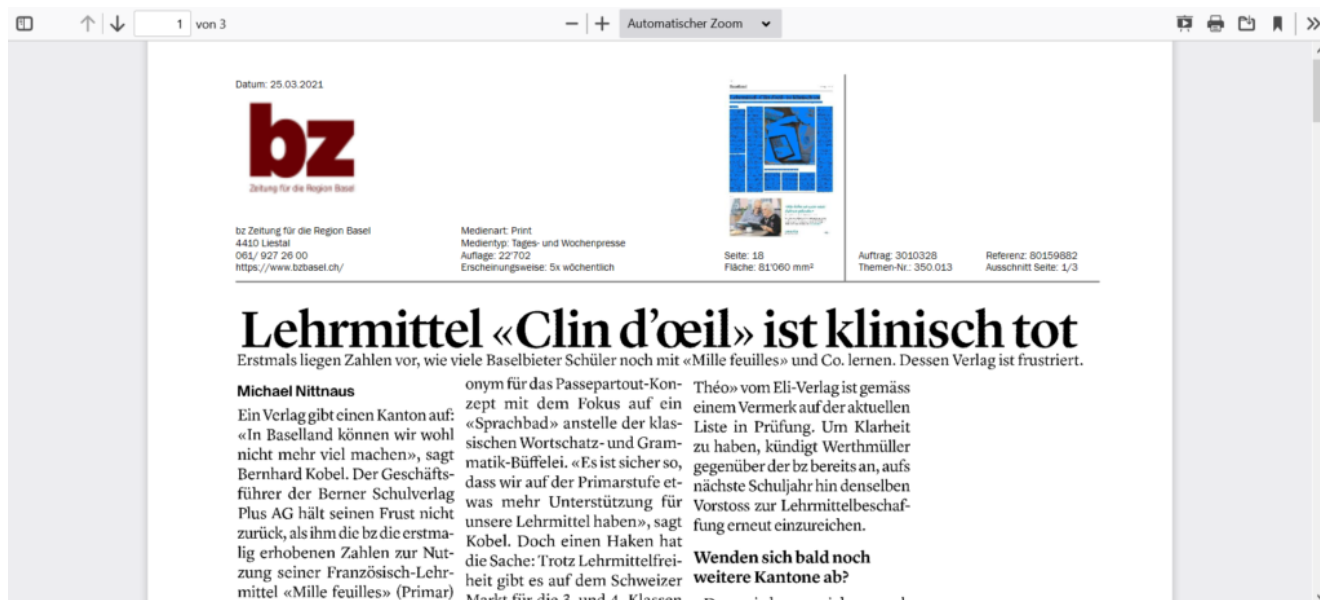 1 von 3
Automatischer Zoom
Datum: 25.03.2021
bz
Zeitung für die Region Basel
bz Zeitung für die Region Basel
4410 Liestal
061/ 927 26 00
https://www.bzbasel.ch/
Medienart: Print
Medientyp: Tages- und Wochenpresse
Auflage: 22'702
Erscheinungsweise: 5x wöchentlich
Seite: 18
Fläche: 81'060 mm²
Auftrag: 3010328
Themen-Nr.: 350.013
Referenz: 80159882
Ausschnitt Seite: 1/3
Lehrmittel «Clin d'œil» ist klinisch tot
Erstmals liegen Zahlen vor, wie viele Baselbieter Schüler noch mit «Mille feuilles» und Co. lernen. Dessen Verlag ist frustriert.
Michael Nittnaus
Ein Verlag gibt einen Kanton auf:
«In Baselland können wir wohl
nicht mehr viel machen», sagt
Bernhard Kobel. Der Geschäfts-
führer der Berner Schulverlag
Plus AG hält seinen Frust nicht
zurück, als ihm die bz die erstma-
lig erhobenen Zahlen zur Nut-
zung seiner Französisch-Lehr-
mittel «Mille feuilles» (Primar)
onym für das Passepartout-Kon-
zept mit dem Fokus auf ein
«Sprachbad» anstelle der klas-
sischen Wortschatz- und Gram-
matik-Büffelei. «Es ist sicher so,
dass wir auf der Primarstufe et-
was mehr Unterstützung für
unsere Lehrmittel haben», sagt
Kobel. Doch einen Haken hat
die Sache: Trotz Lehrmittelfrei-
heit gibt es auf dem Schweizer
Markt für die 3. und 4. Klassen
Théo» vom Eli-Verlag ist gemäss
einem Vermerk auf der aktuellen
Liste in Prüfung. Um Klarheit
zu haben, kündigt Werthmüller
gegenüber der bz bereits an, aufs
nächste Schuljahr hin denselben
Vorstoss zur Lehrmittelbeschaf-
fung erneut einzureichen.
Wenden sich bald noch
weitere Kantone ab?